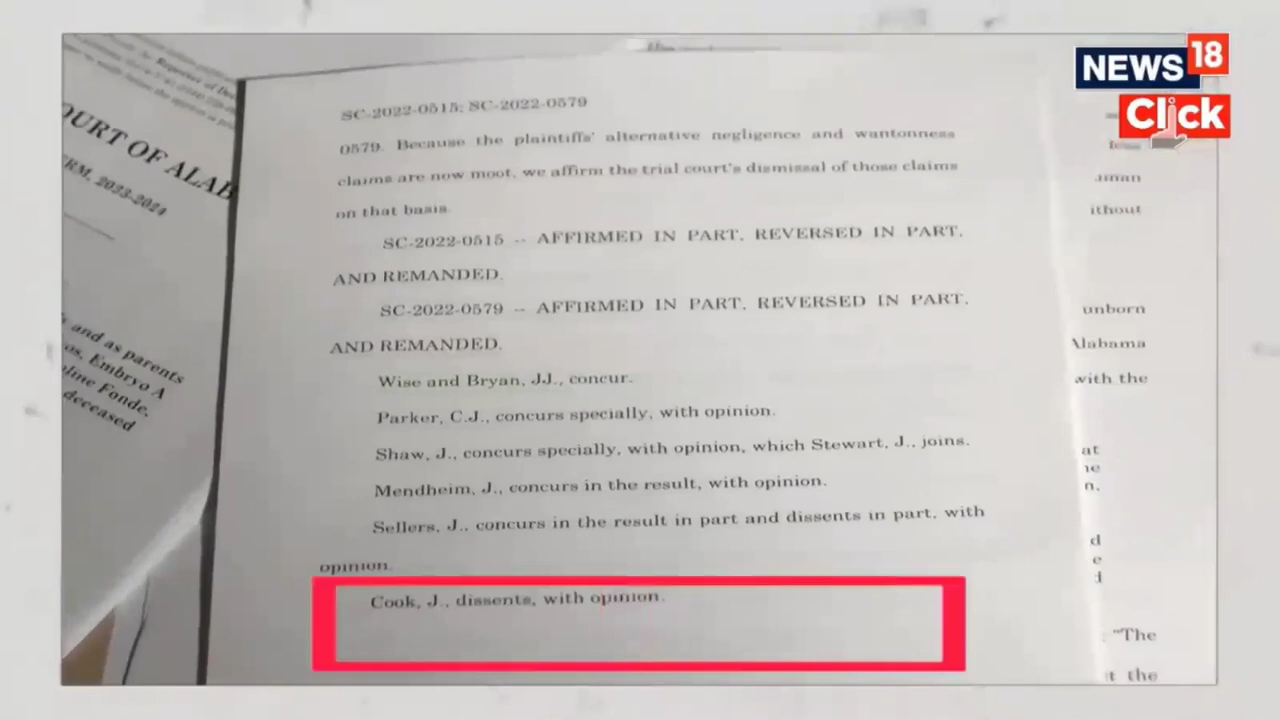 NEWS 18
Click
COURT OF ALAB
RM, 2023-2024
and as parents
os, Embryo A
line Fonde,
deceased
SC-2022-0515; SC-2022-0579
0579. Because the plaintiffs' alternative negligence and wantonness
claims are now moot, we affirm the trial court's dismissal of those claims
on that basis.
SC-2022-0515 -- AFFIRMED IN PART, REVERSED IN PART,
AND REMANDED.
SC-2022-0579 -- AFFIRMED IN PART, REVERSED IN PART,
AND REMANDED.
Wise and Bryan, JJ., concur.
Parker, C.J., concurs specially, with opinion.
Shaw, J., concurs specially, with opinion, which Stewart, J., joins.
Mendheim, J., concurs in the result, with opinion.
Sellers, J., concurs in the result in part and dissents in part, with
opinion.
Cook, J., dissents, with opinion.
ithout
unborn
Alabama
with the
at
d
e
d
"The
t the